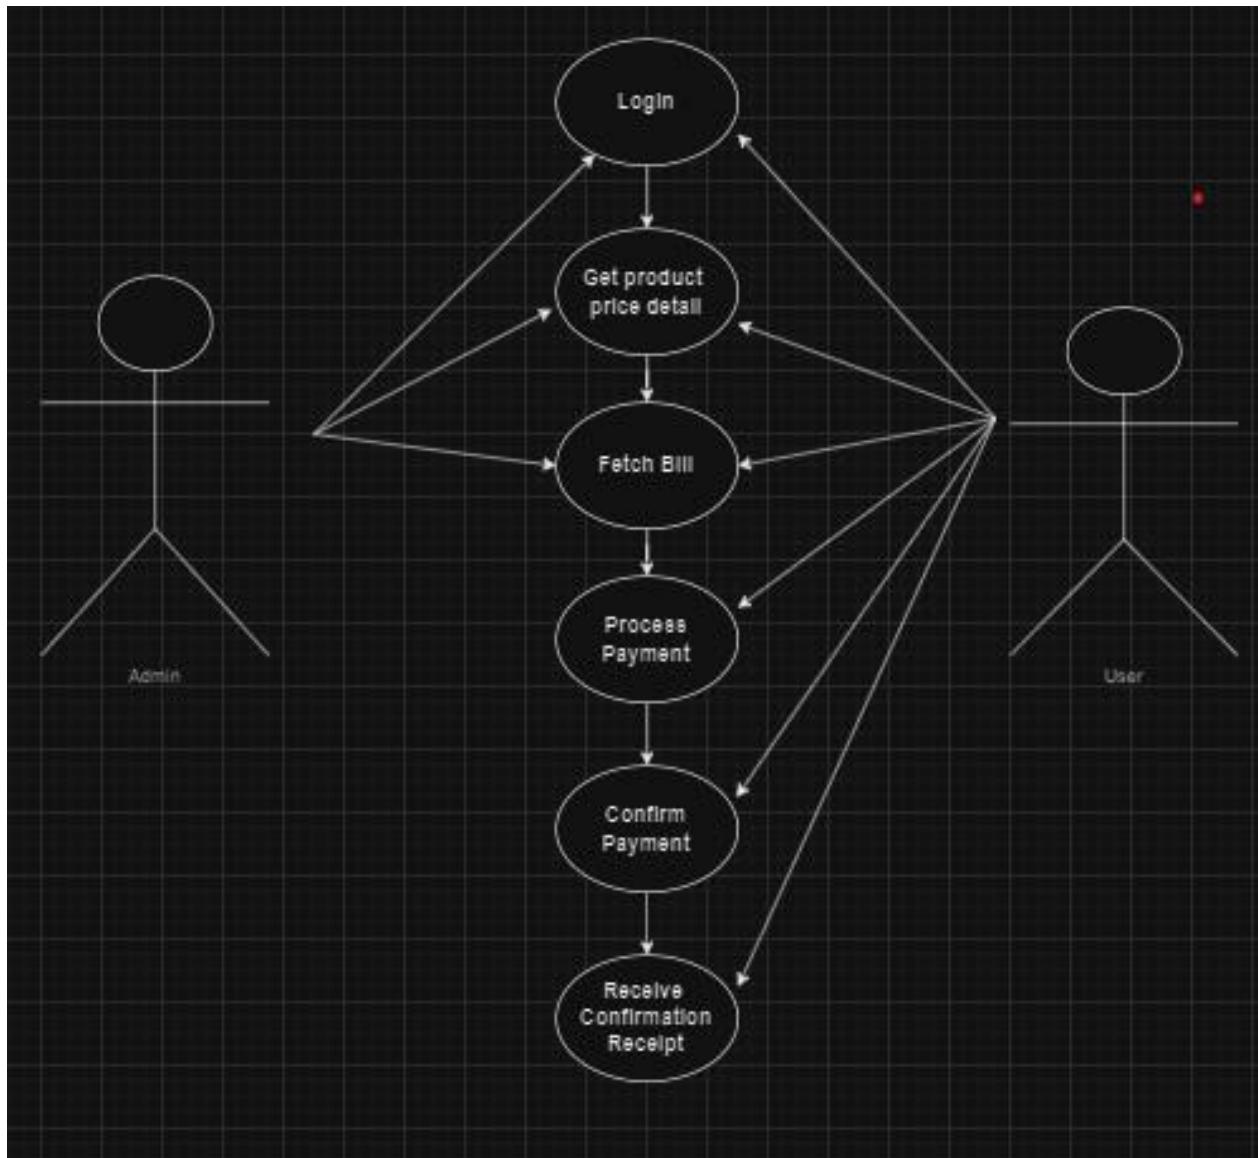 Login
Get product
price detail
Fetch Bill
Process
Payment
Admin
User
Confirm
Payment
Receive
Confirmation
Receipt